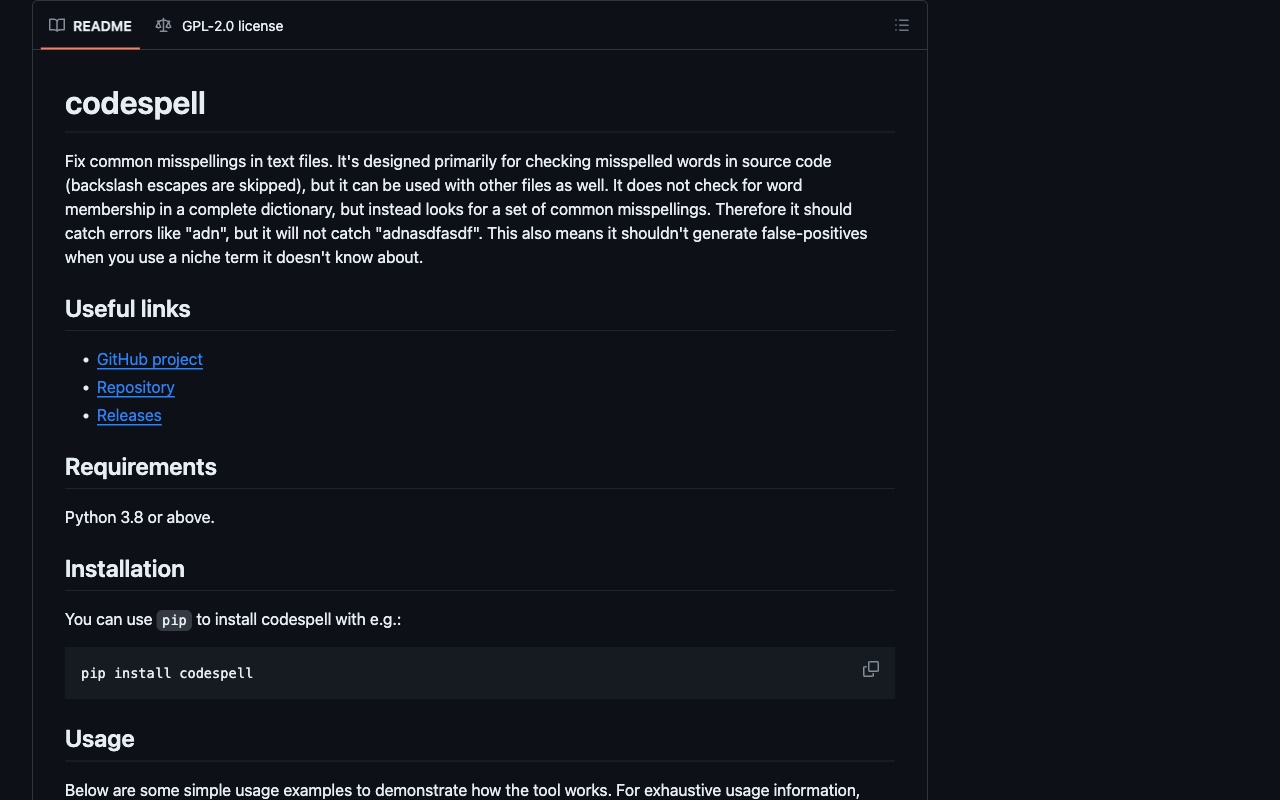 README
GPL-2.0 license
codespell
Fix common misspellings in text files. It's designed primarily for checking misspelled words in source code
(backslash escapes are skipped), but it can be used with other files as well. It does not check for word
membership in a complete dictionary, but instead looks for a set of common misspellings. Therefore it should
catch errors like "adn", but it will not catch "adnasdfasdf". This also means it shouldn't generate false-positives
when you use a niche term it doesn't know about.
Useful links
• GitHub project
• Repository
• Releases
Requirements
Python 3.8 or above.
Installation
You can use pip to install codespell with e.g.:
pip install codespell
Usage
Below are some simple usage examples to demonstrate how the tool works. For exhaustive usage information,